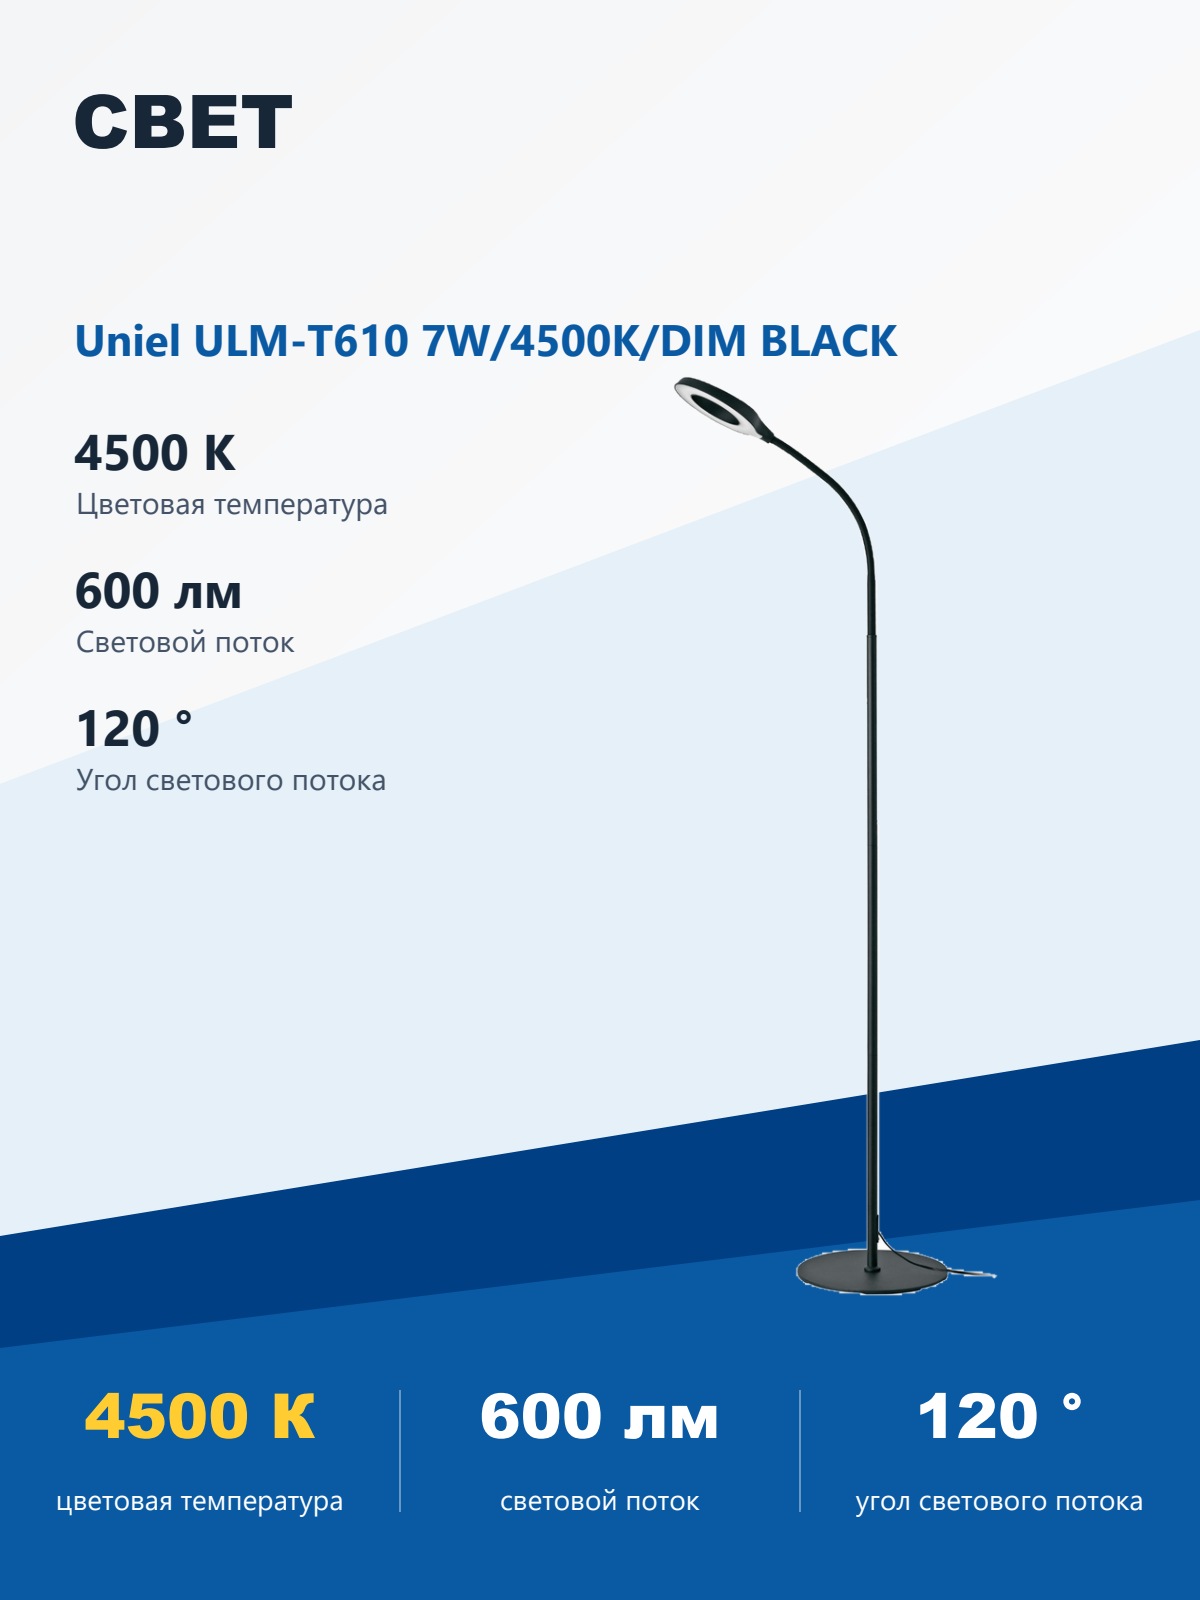 СВЕТ
Uniel ULM-T610 7W/4500K/DIM BLACK
4500 К
Цветовая температура
600 лм
Световой поток
120 °
Угол светового потока
4500 К
цветовая температура
600 лм
световой поток
120 °
угол светового потока